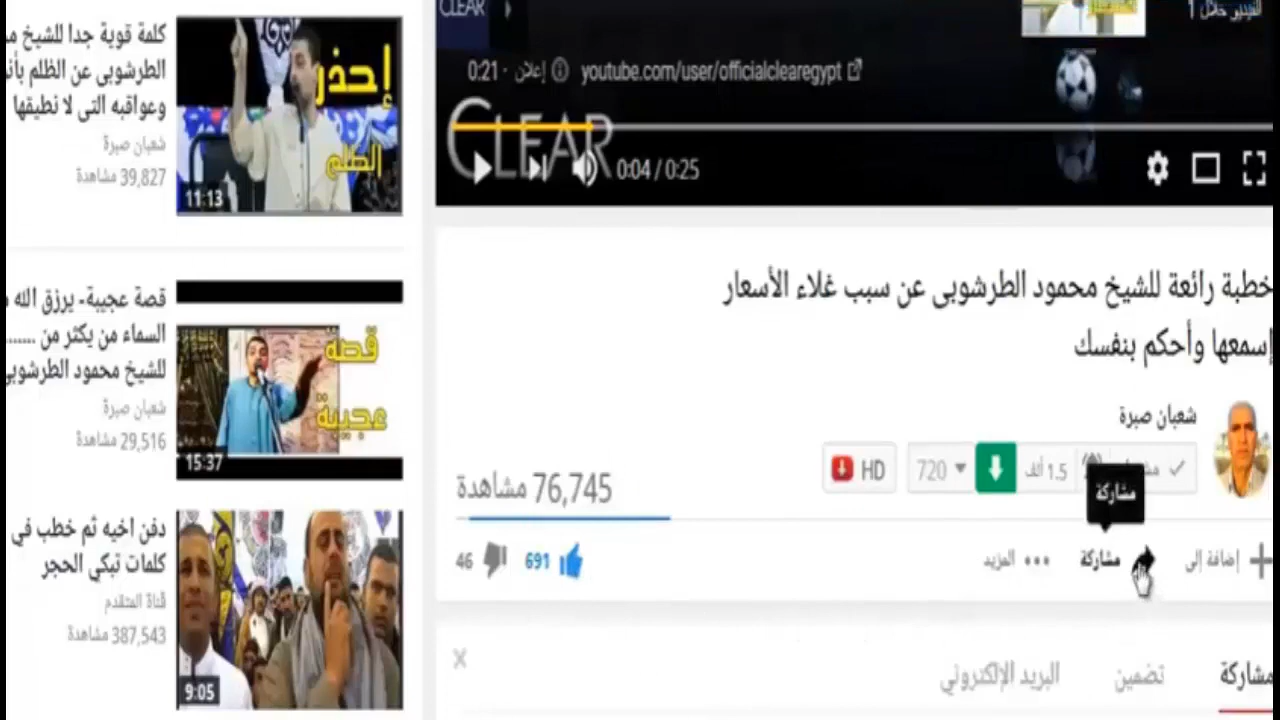 CLEAR
الفيديو خلال 1
0:21 · إعلان youtube.com/user/officialclearegypt
CLEAR
0:04 / 0:25
خطبة رائعة للشيخ محمود الطرشوبى عن سبب غلاء الأسعار
إسمعها وأحكم بنفسك
شعبان صبرة
1.5 ألف
720
HD
مشاركة
76,745 مشاهدة
إضافة إلى
مشاركة
المزيد
691
46
مشاركة
تضمين
البريد الإلكتروني
كلمة قوية جدا للشيخ
الطرشوبى عن الظلم
وعواقبه التى لا نطيقها
شعبان صبرة
39,827 مشاهدة
إحذر
الظلم
11:13
قصة عجيبة- يرزق الله
السماء من يكثر من .......
للشيخ محمود الطرشوبى
شعبان صبرة
29,516 مشاهدة
قصة
عجيبة
15:37
دفن اخيه ثم خطب في
كلمات تبكي الحجر
قناة المتقدم
387,543 مشاهدة
9:05